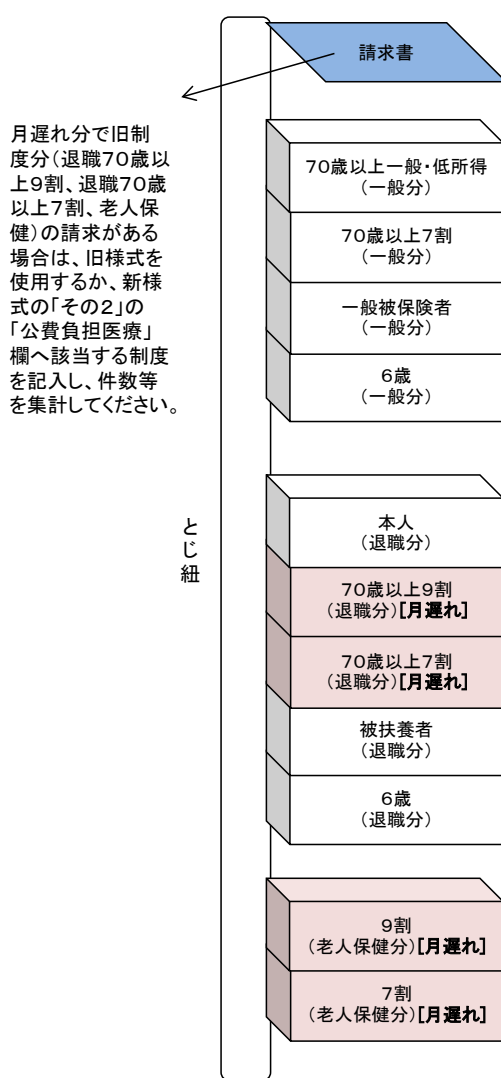 請求書
月遅れ分で旧制
度分(退職70歳以
上9割、退職70歳
以上7割、老人保
健)の請求がある
場合は、旧様式を
使用するか、新様
式の「その2」の
「公費負担医療」
欄へ該当する制度
を記入し、件数等
を集計してください。
70歳以上一般・低所得
(一般分)
70歳以上7割
(一般分)
一般被保険者
(一般分)
6歳
(一般分)
とじ紐
本人
(退職分)
70歳以上9割
(退職分)[月遅れ]
70歳以上7割
(退職分)[月遅れ]
被扶養者
(退職分)
6歳
(退職分)
9割
(老人保健分)[月遅れ]
7割
(老人保健分)[月遅れ]